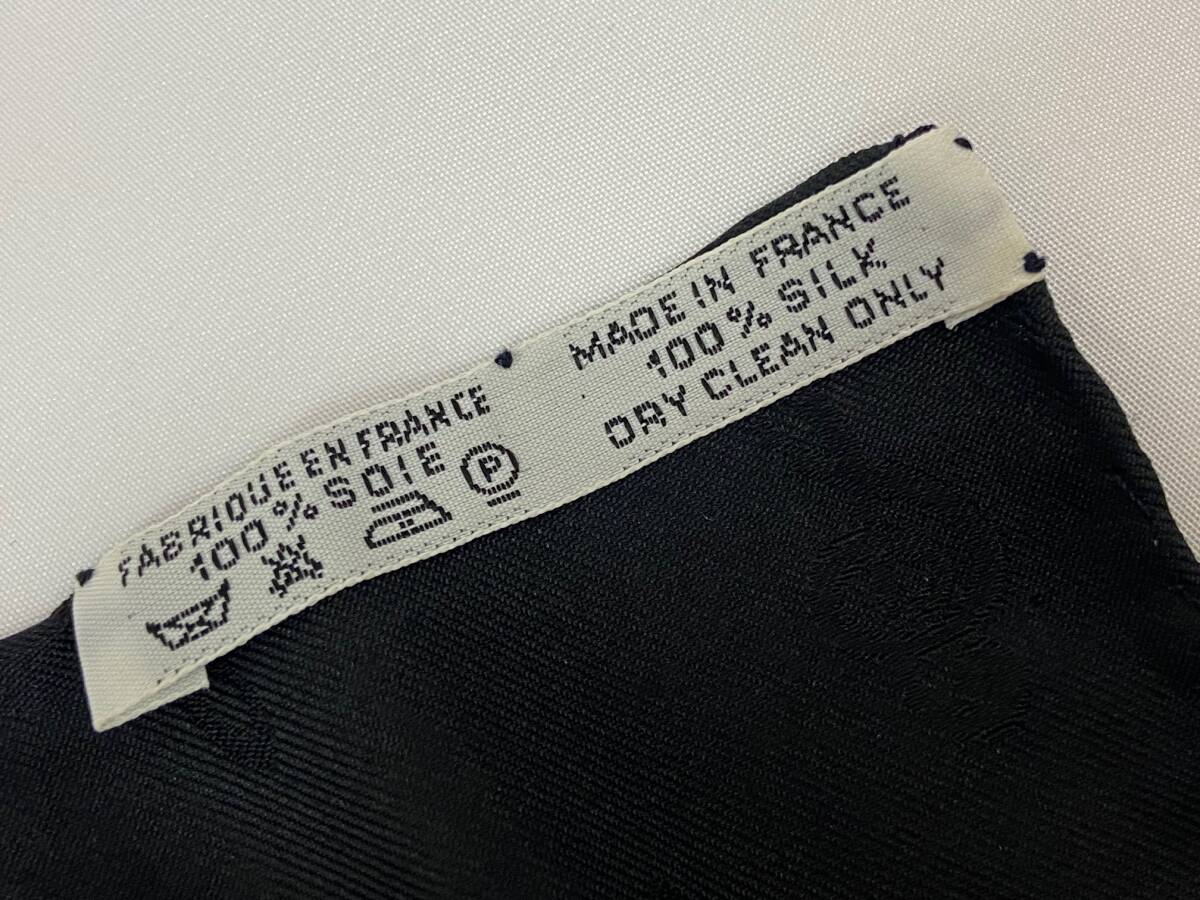 FABRIQUE EN FRANCE
100% SOIE
P
MADE IN FRANCE
100% SILK
DRY CLEAN ONLY